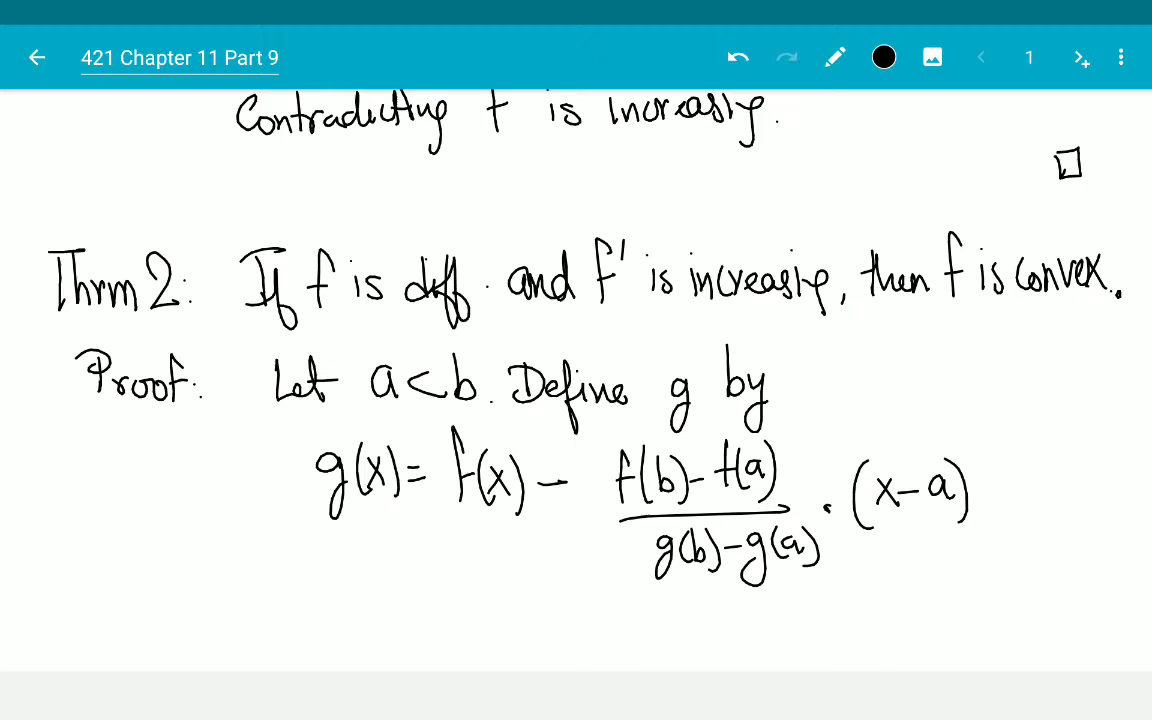 421 Chapter 11 Part 9
1
Contradicting f is increasing.
Thrm 2: If f is diff. and f' is increasing, then f is convex.
Proof: Let a < b. Define g by
g(x) = f(x) - f(b) - f(a) / g(b) - g(a) · (x - a)